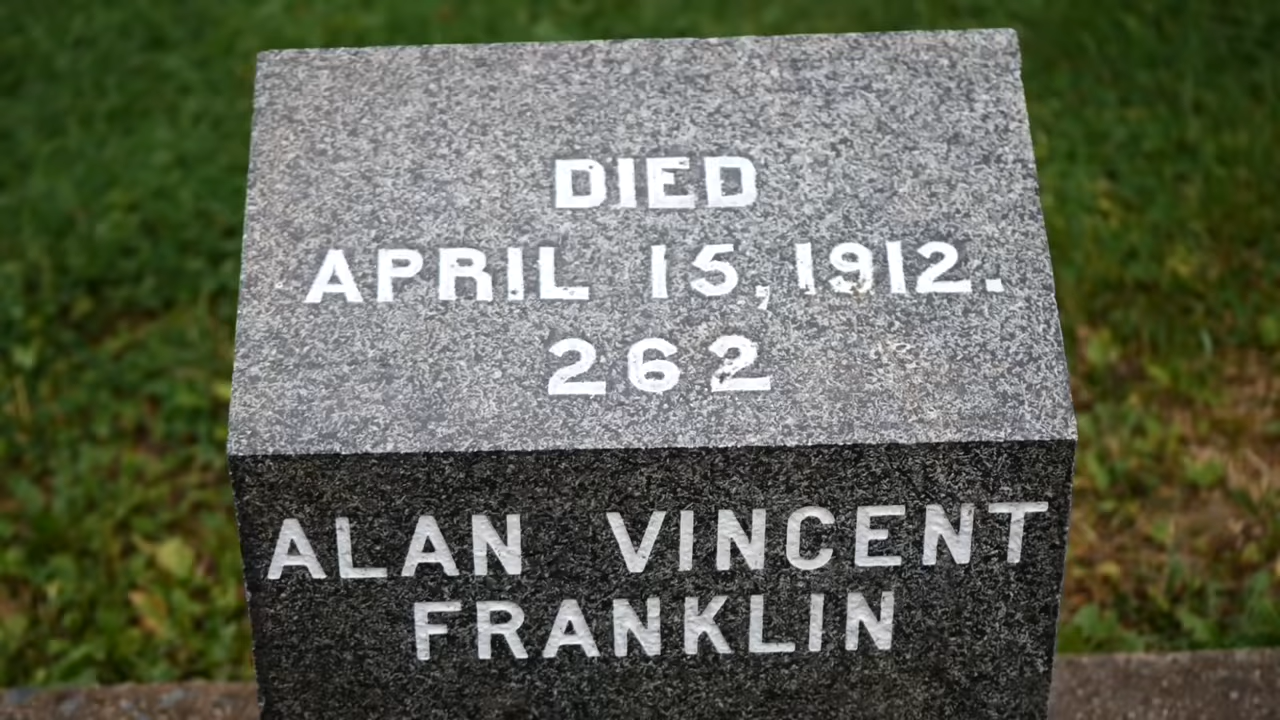 DIED
APRIL 15, 1912.
262
ALAN VINCENT
FRANKLIN